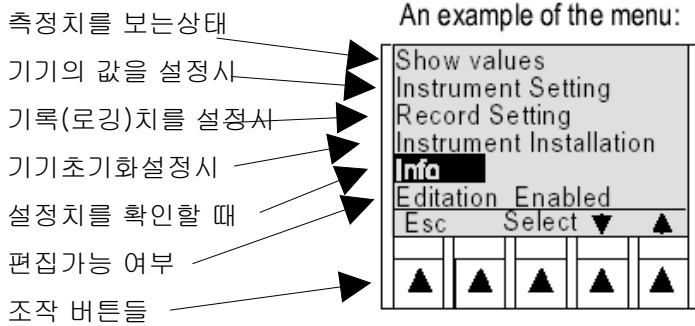 An example of the menu:
측정치를 보는상태
기기의 값을 설정시
기록(로깅)치를 설정시
기기초기화설정시
설정치를 확인할 때
편집가능 여부
조작 버튼들
Show values
Instrument Setting
Record Setting
Instrument Installation
Info
Editation Enabled
Esc Select ▼ ▲
▲ ▲ ▲ ▲ ▲